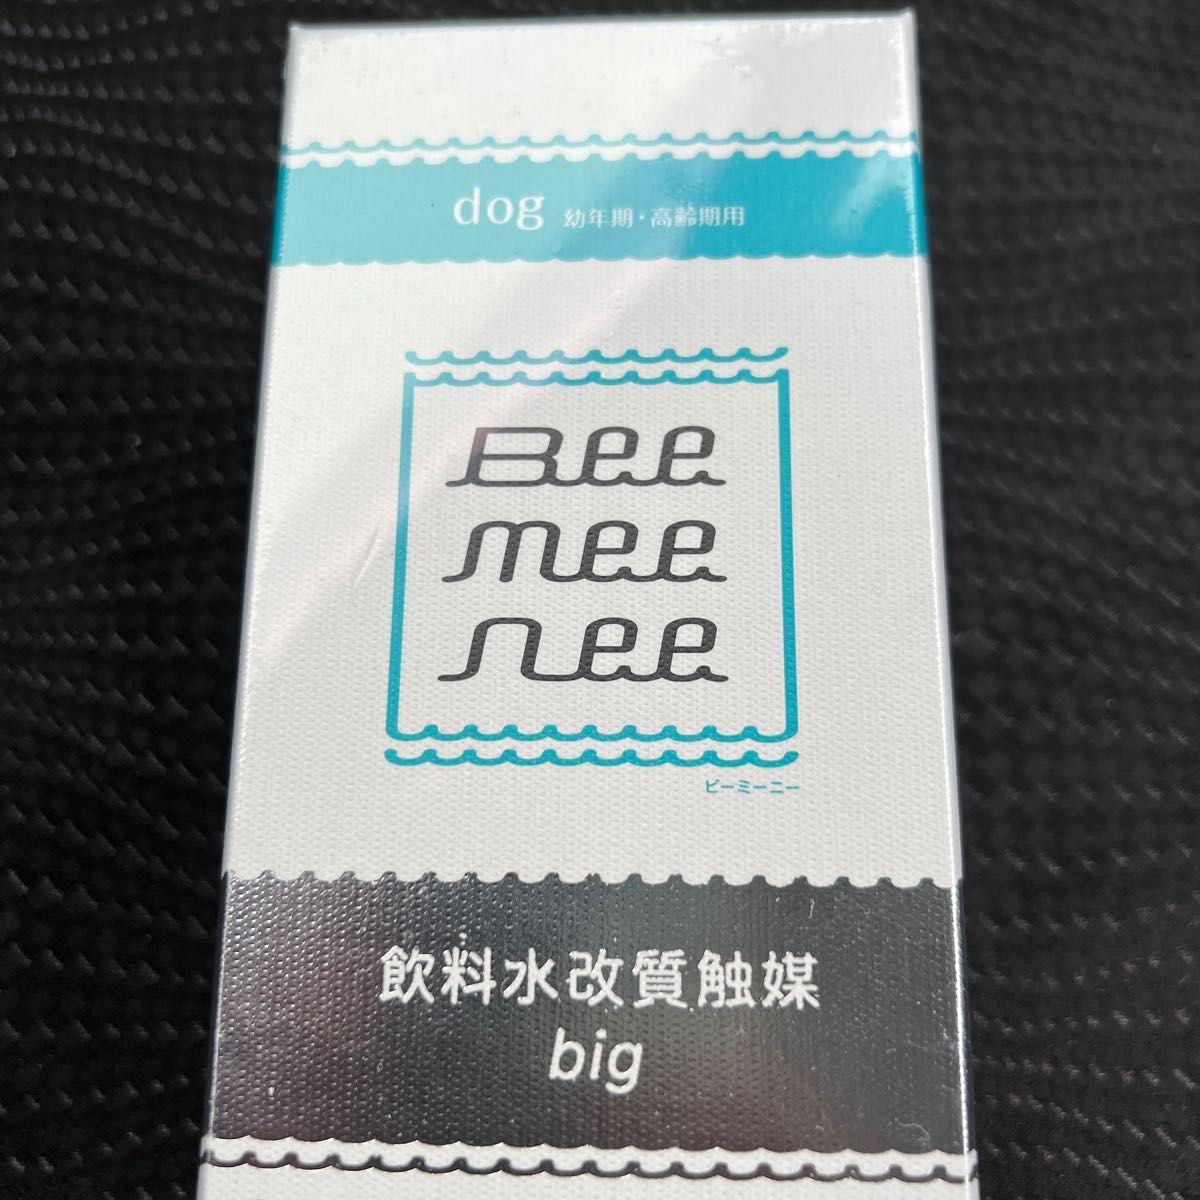 dog 幼年期・高齢期用
Bee
mee
nee
ビーミーニー
飲料水改質触媒
big